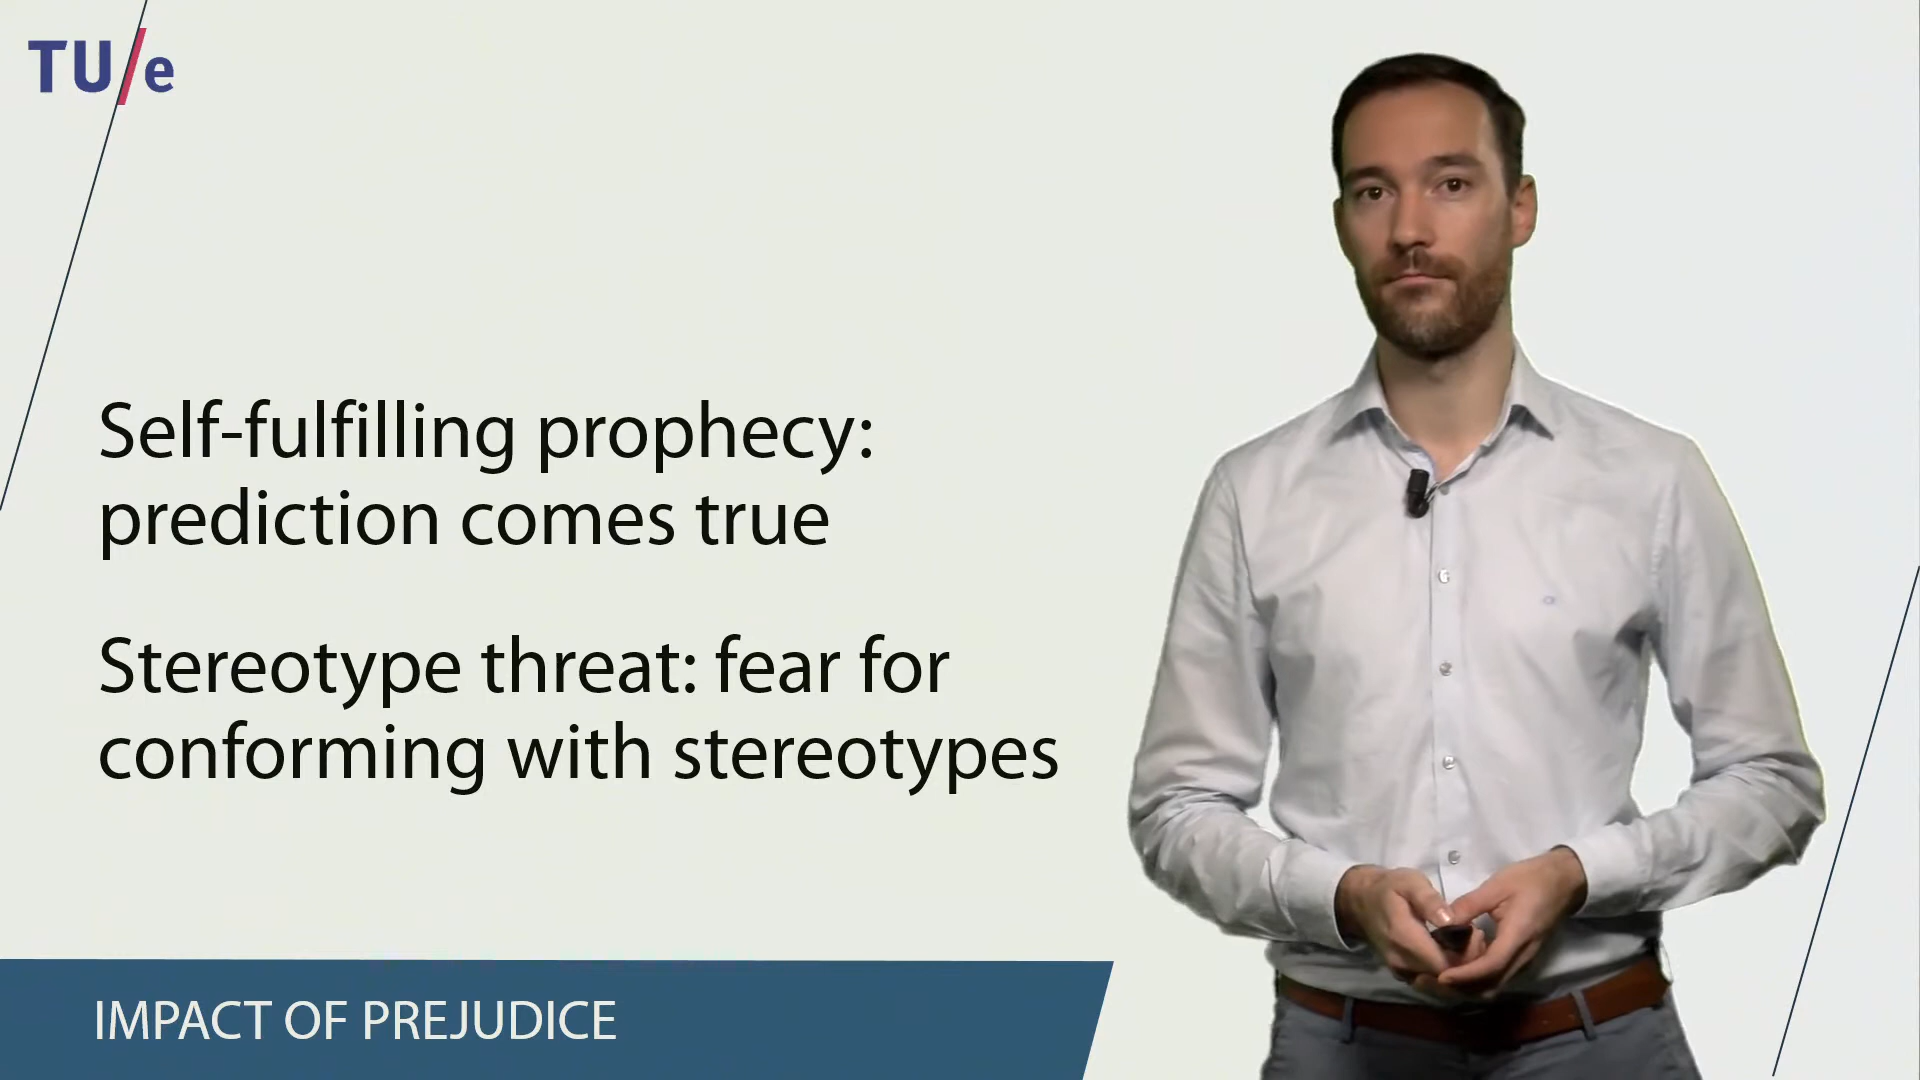 TU/e
Self-fulfilling prophecy:
prediction comes true
Stereotype threat: fear for
conforming with stereotypes
IMPACT OF PREJUDICE